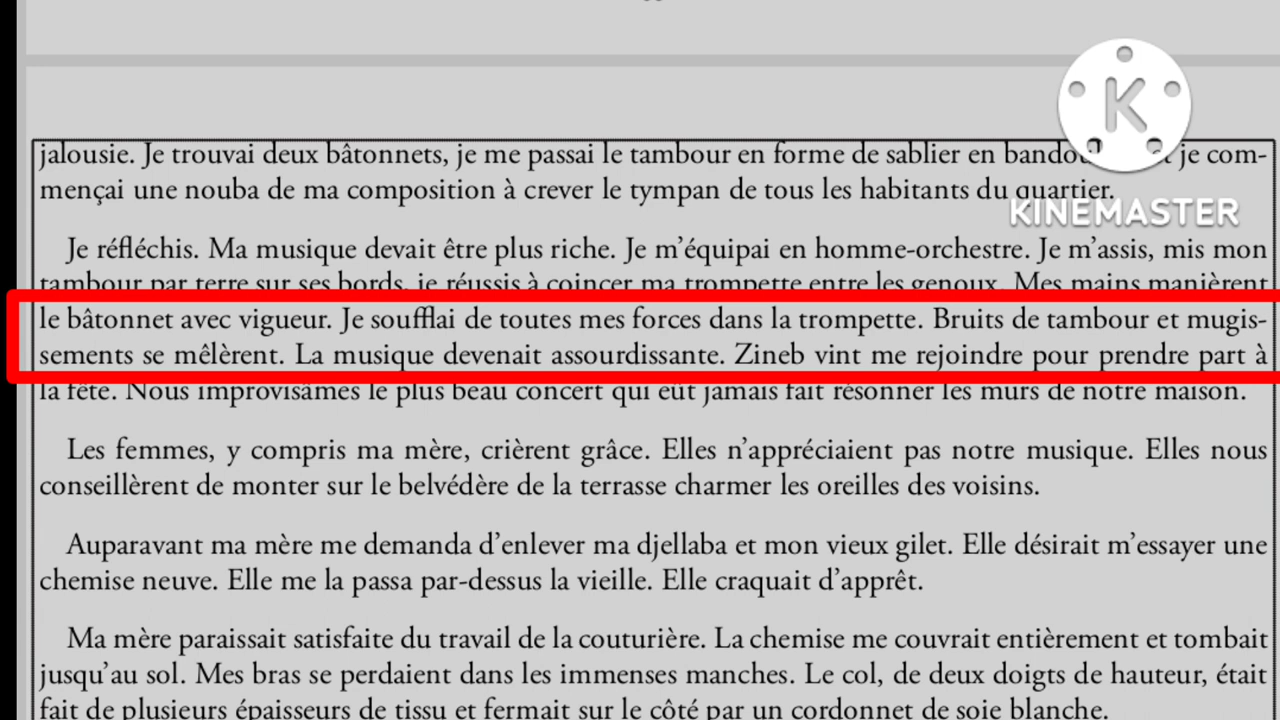 jalousie. Je trouvai deux bâtonnets, je me passai le tambour en forme de sablier en je com-
mençai une nouba de ma composition à crever le tympan de tous les habitants du quartier.
KINEMASTER
Je réfléchis. Ma musique devait être plus riche. Je m'équipai en homme-orchestre. Je m'assis, mis mon
tambour par terre sur ses bords, je réussis à coincer ma trompette entre les genoux. Mes mains manièrent
le bâtonnet avec vigueur. Je soufflai de toutes mes forces dans la trompette. Bruits de tambour et mugis-
sements se mêlèrent. La musique devenait assourdissante. Zineb vint me rejoindre pour prendre part à
la fête. Nous improvisâmes le plus beau concert qui eût jamais fait résonner les murs de notre maison.
Les femmes, y compris ma mère, crièrent grâce. Elles n'appréciaient pas notre musique. Elles nous
conseillèrent de monter sur le belvédère de la terrasse charmer les oreilles des voisins.
Auparavant ma mère me demanda d'enlever ma djellaba et mon vieux gilet. Elle désirait m'essayer une
chemise neuve. Elle me la passa par-dessus la vieille. Elle craquait d'apprêt.
Ma mère paraissait satisfaite du travail de la couturière. La chemise me couvrait entièrement et tombait
jusqu'au sol. Mes bras se perdaient dans les immenses manches. Le col, de deux doigts de hauteur, était
fait de plusieurs épaisseurs de tissu et fermait sur le côté par un cordonnet de soie blanche.